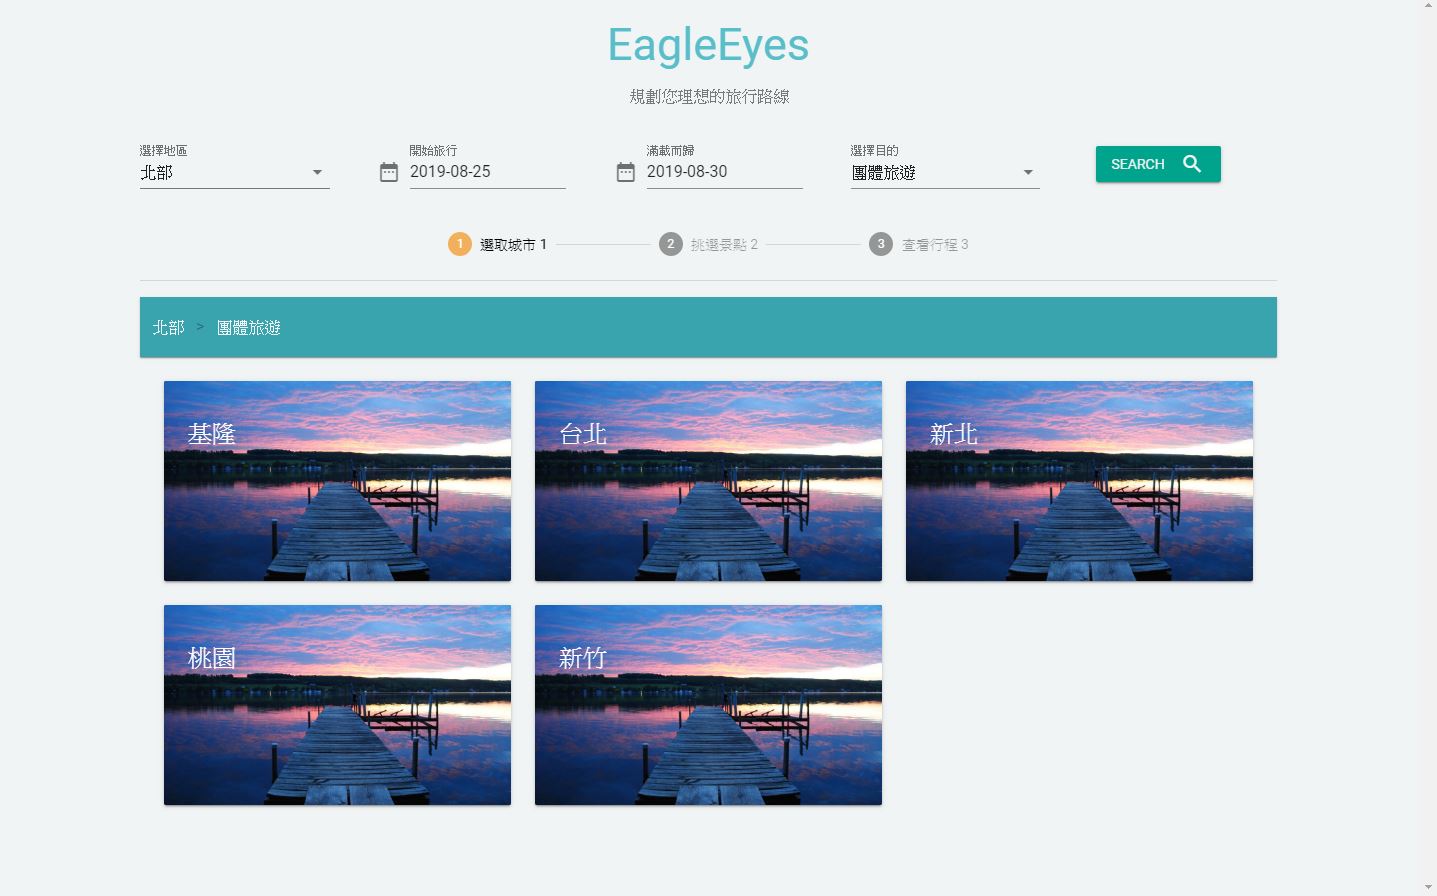 EagleEyes
規劃您理想的旅行路線
選擇地區
北部
開始旅行
2019-08-25
滿載而歸
2019-08-30
選擇目的
團體旅遊
SEARCH
1 選取城市 1
2 挑選景點 2
3 查看行程 3
北部 > 團體旅遊
基隆
台北
新北
桃園
新竹